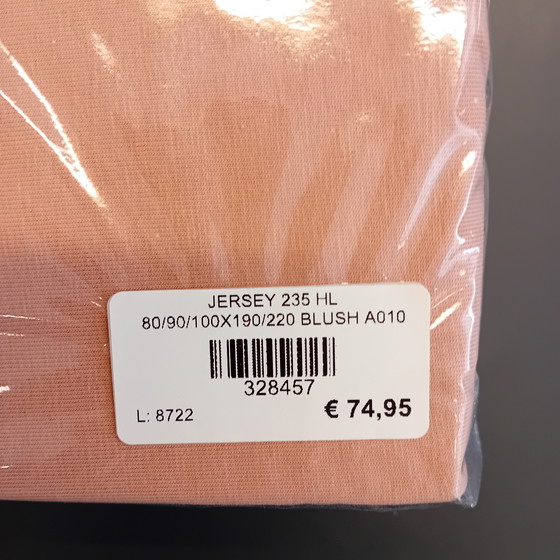 JERSEY 235 HL
80/90/100X190/220 BLUSH A010
328457
L: 8722
€ 74,95